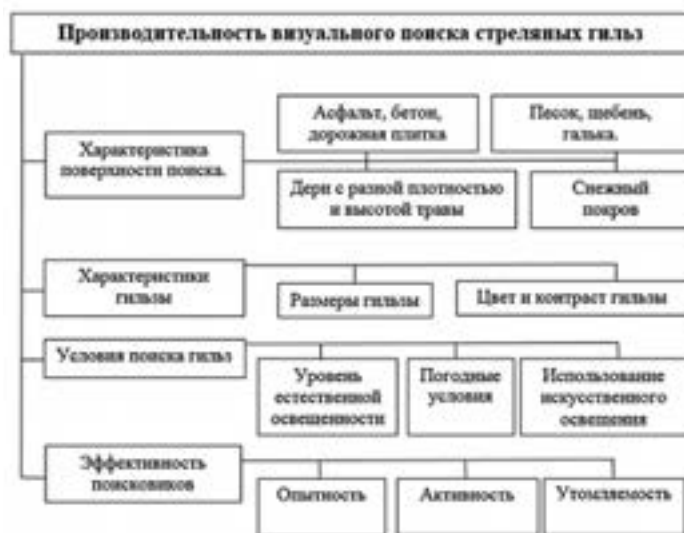 Производительность визуального поиска стреляных гильз
Характеристика
поверхности поиска.
Асфальт, бетон,
дорожная плитка
Песок, щебень,
галька.
Дерн с разной плотностью
и высотой травы
Снежный
покров
Характеристики
гильзы
Размеры гильзы
Цвет и контраст гильзы
Условия поиска гильз
Уровень
естественной
освещенности
Погодные
условия
Использование
искусственного
освещения
Эффективность
поисковиков
Опытность
Активность
Утомляемость